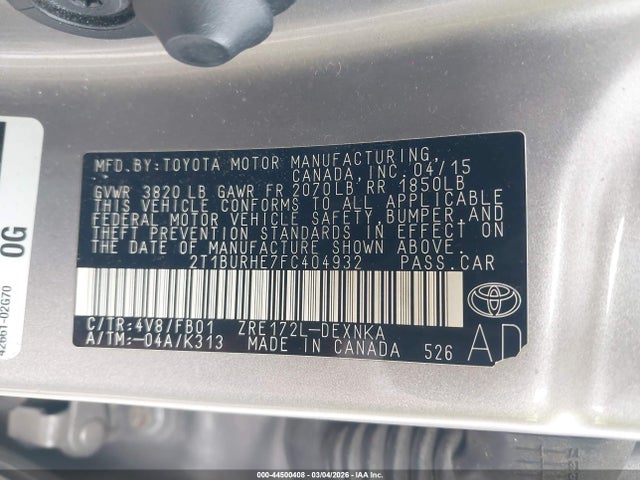 MFD. BY: TOYOTA MOTOR MANUFACTURING,
CANADA, INC. 04/15
GVWR 3820 LB GAWR FR 2070LB RR 1850LB
THIS VEHICLE CONFORMS TO ALL APPLICABLE
FEDERAL MOTOR VEHICLE SAFETY, BUMPER, AND
THEFT PREVENTION STANDARDS IN EFFECT ON
THE DATE OF MANUFACTURE SHOWN ABOVE.
2T1BURHE7FC404932 PASS. CAR
C/TR: 4V8/FB01 ZRE172L-DEXNKA
A/TM: -04A/K313 MADE IN CANADA 526
TOYOTA
AD
0G
42661-02G70
000-44500408 - 03/04/2026 - IAA Inc.